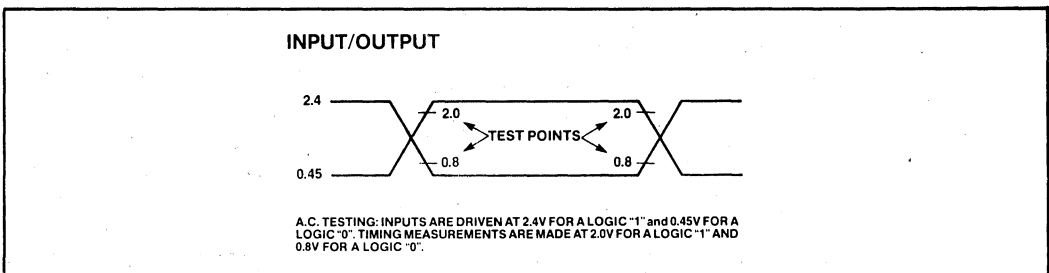 INPUT/OUTPUT
2.4
2.0
2.0
TEST POINTS
0.8
0.8
0.45
A.C. TESTING: INPUTS ARE DRIVEN AT 2.4V FOR A LOGIC "1" and 0.45V FOR A
LOGIC "0". TIMING MEASUREMENTS ARE MADE AT 2.0V FOR A LOGIC "1" AND
0.8V FOR A LOGIC "0".